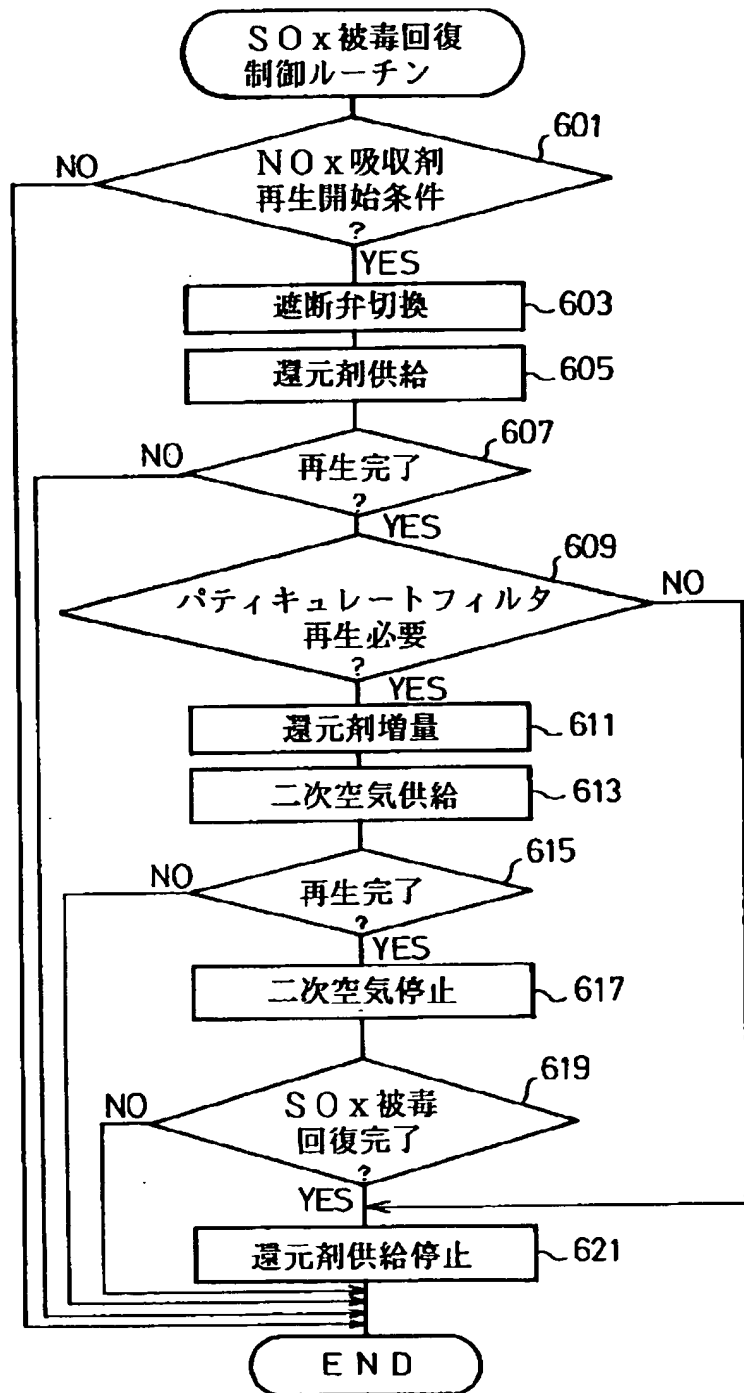 SOx被毒回復
制御ルーチン
601
NO
NOx吸収剤
再生開始条件
?
YES
遮断弁切換
603
還元剤供給
605
607
NO
再生完了
?
YES
609
NO
パティキュレートフィルタ
再生必要
?
YES
還元剤増量
611
二次空気供給
613
615
NO
再生完了
?
YES
二次空気停止
617
619
NO
SOx被毒
回復完了
?
YES
還元剤供給停止
621
END